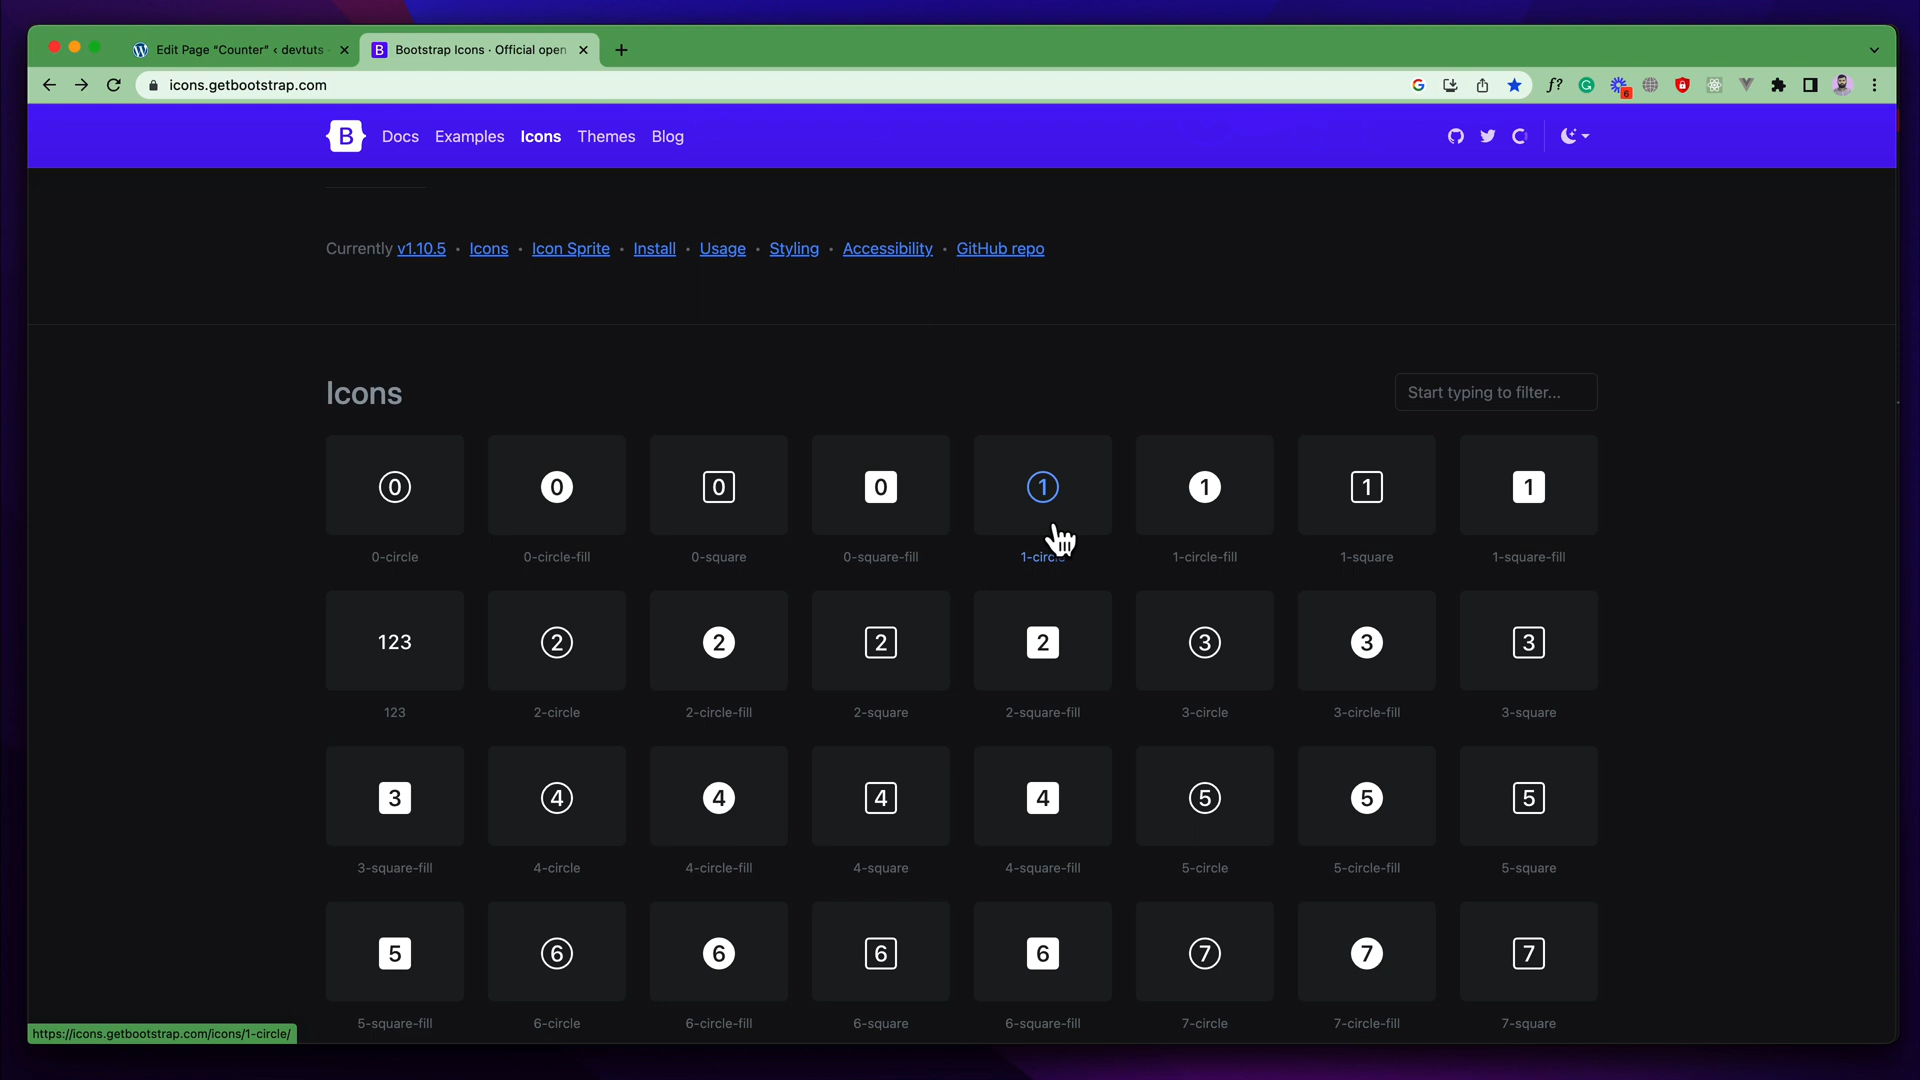 Edit Page “Counter” ‹ devtuts -
B Bootstrap Icons · Official open
icons.getbootstrap.com
G
f?
G
6
B Docs Examples Icons Themes Blog
Currently v1.10.5 · Icons · Icon Sprite · Install · Usage · Styling · Accessibility · GitHub repo
Icons
Start typing to filter...
0 0 0 0 1 1 1 1
0-circle 0-circle-fill 0-square 0-square-fill 1-circle 1-circle-fill 1-square 1-square-fill
123 2 2 2 2 3 3 3
123 2-circle 2-circle-fill 2-square 2-square-fill 3-circle 3-circle-fill 3-square
3 4 4 4 4 5 5 5
3-square-fill 4-circle 4-circle-fill 4-square 4-square-fill 5-circle 5-circle-fill 5-square
5 6 6 6 6 7 7 7
5-square-fill 6-circle 6-circle-fill 6-square 6-square-fill 7-circle 7-circle-fill 7-square
https://icons.getbootstrap.com/icons/1-circle/